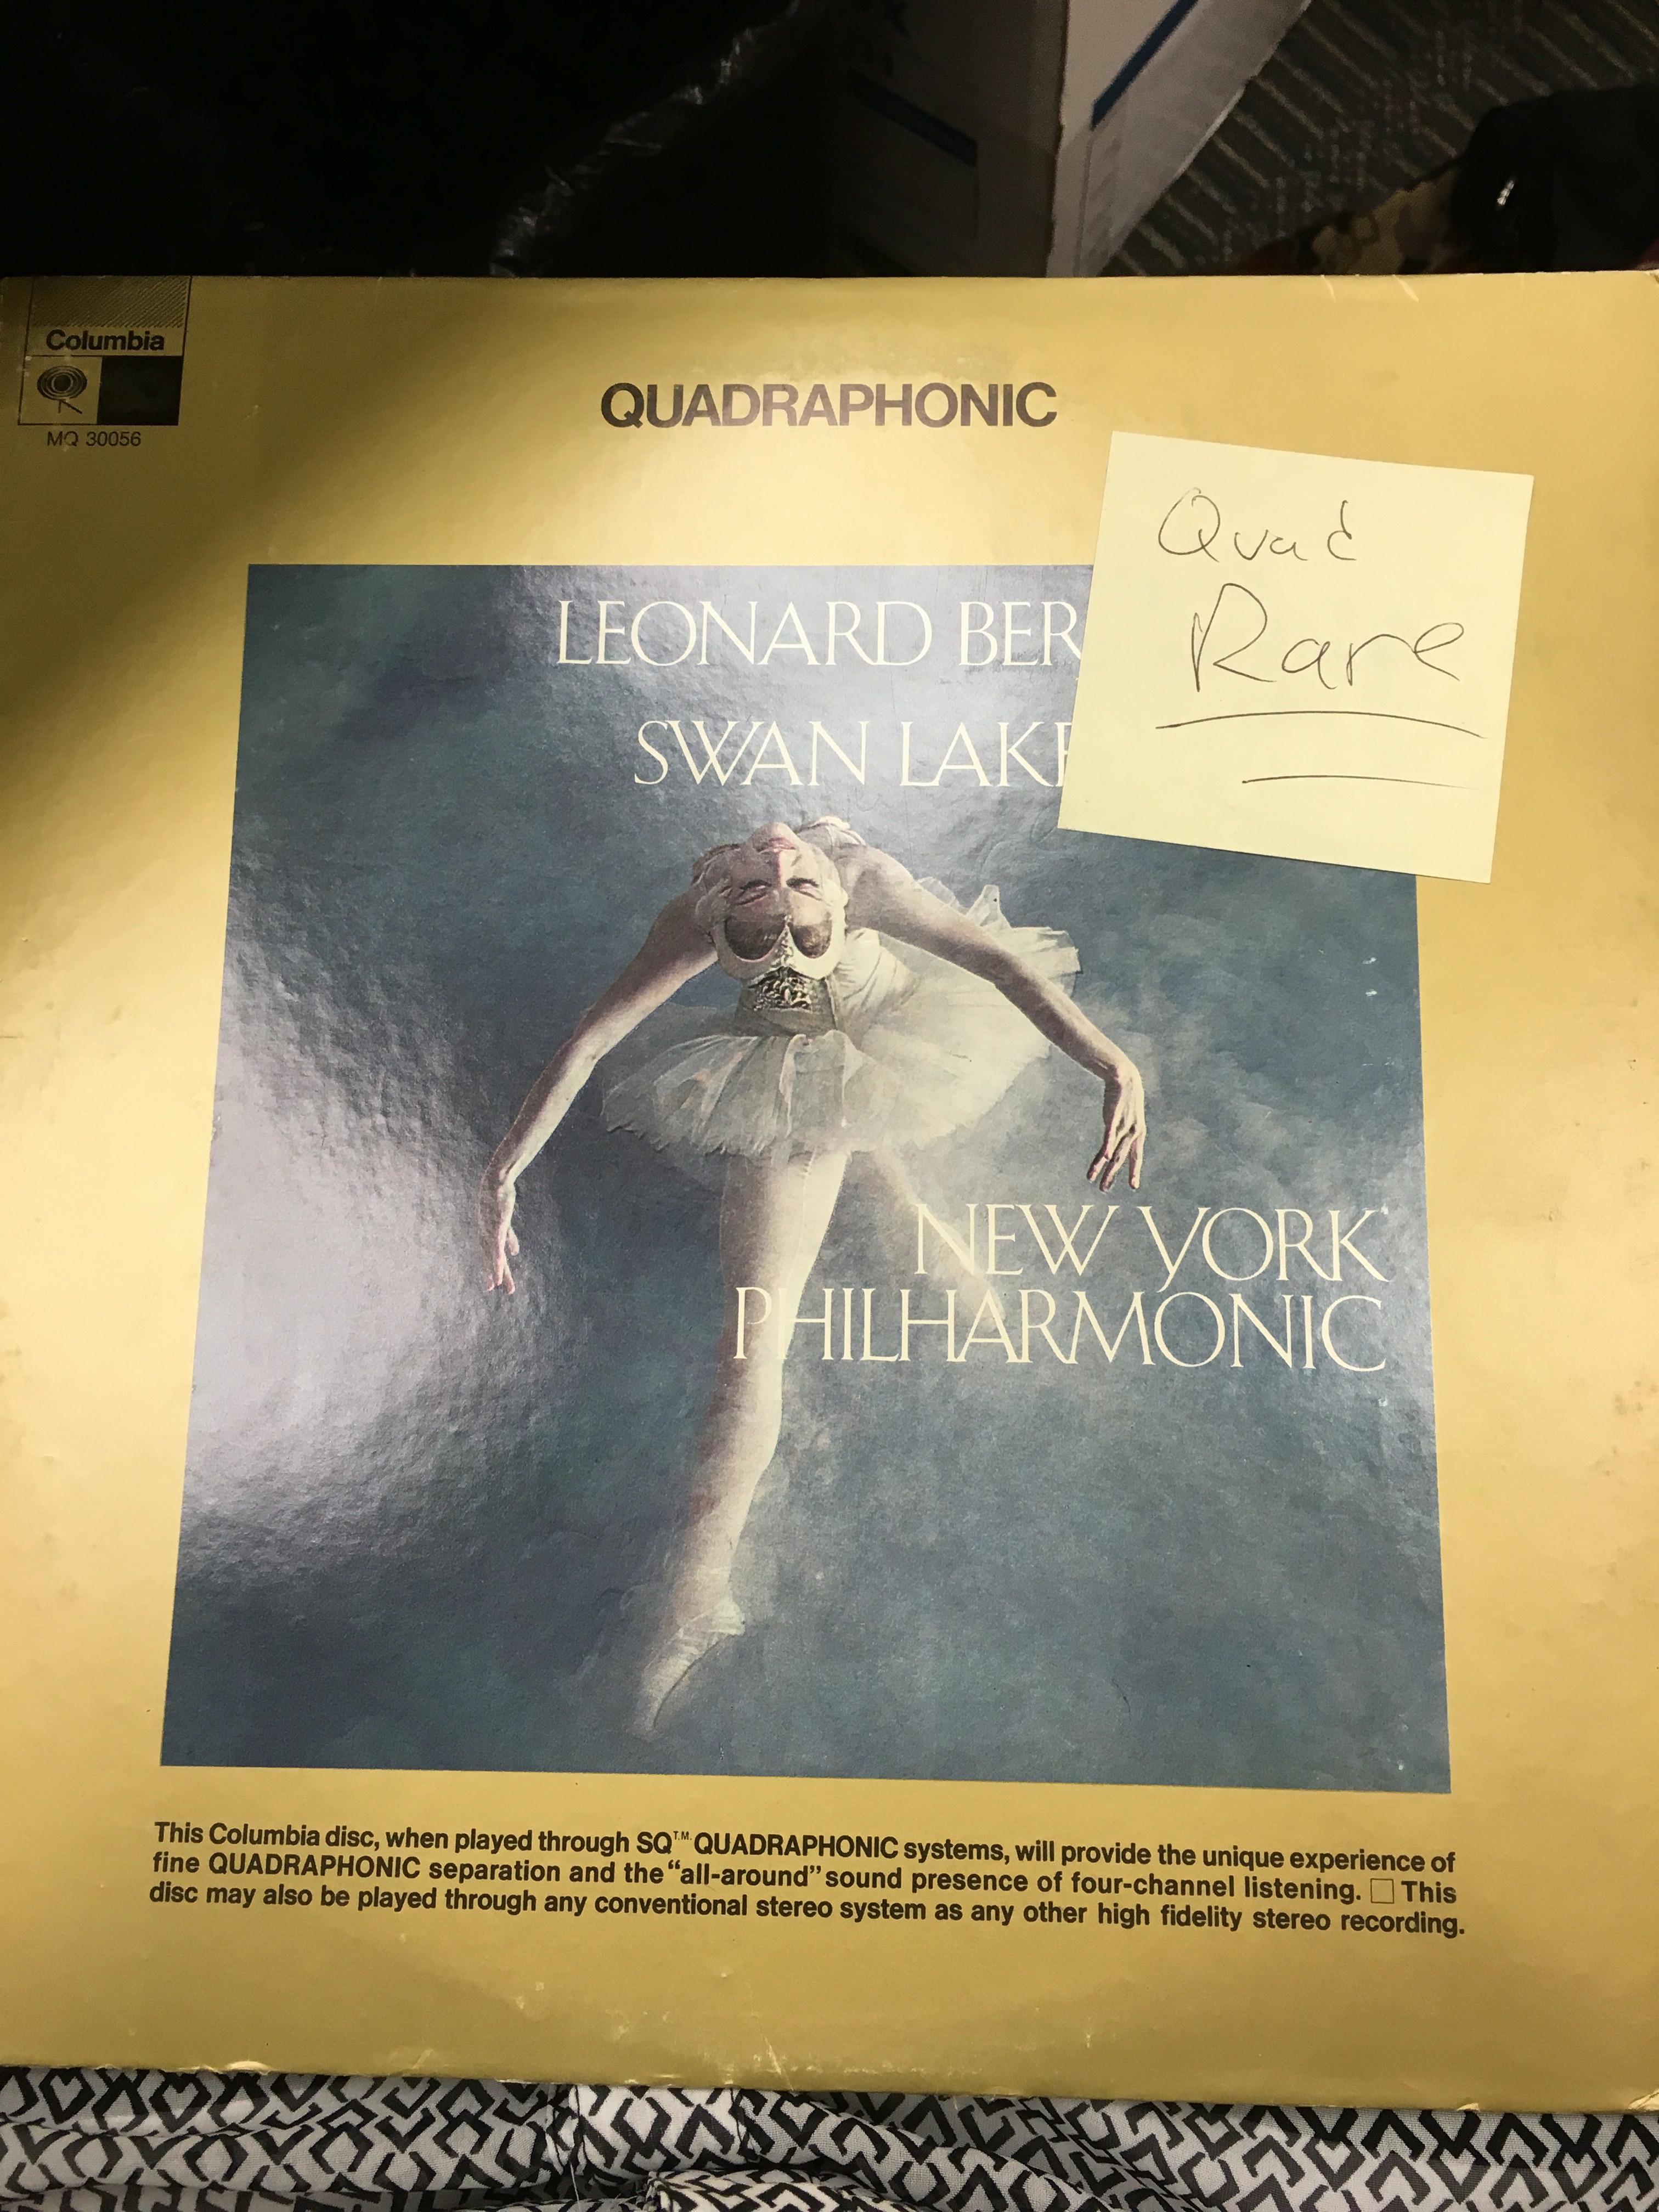 Columbia
MQ 30056
QUADRAPHONIC
Quad
Rare
LEONARD BER
SWAN LAKE
NEW YORK
PHILHARMONIC
This Columbia disc, when played through SQ™ QUADRAPHONIC systems, will provide the unique experience of
fine QUADRAPHONIC separation and the "all-around" sound presence of four-channel listening. □ This
disc may also be played through any conventional stereo system as any other high fidelity stereo recording.